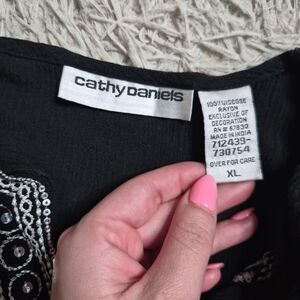 cathy daniels
100% VISCOSE
RAYON
EXCLUSIVE OF
DECORATION
RN # 67830
MADE IN INDIA
712439-
730754
OVER FOR CARE
XL